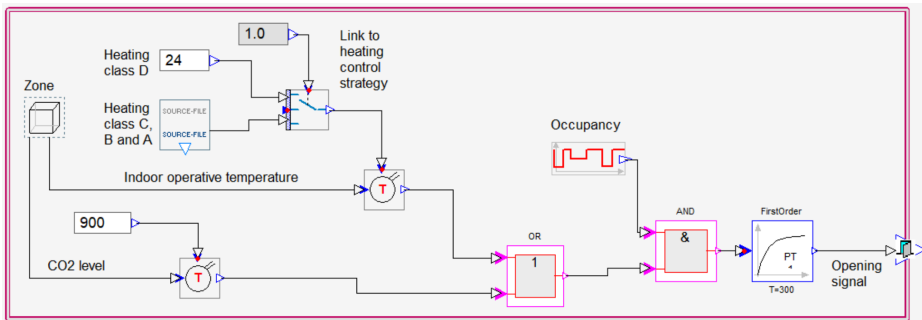 1.0
Link to
heating
control
strategy
Heating
class D
24
Zone
Heating
class C,
B and A
SOURCE-FILE
SOURCE-FILE
Occupancy
Indoor operative temperature
T
900
CO2 level
T
OR
1
AND
&
FirstOrder
PT
T=300
Opening
signal